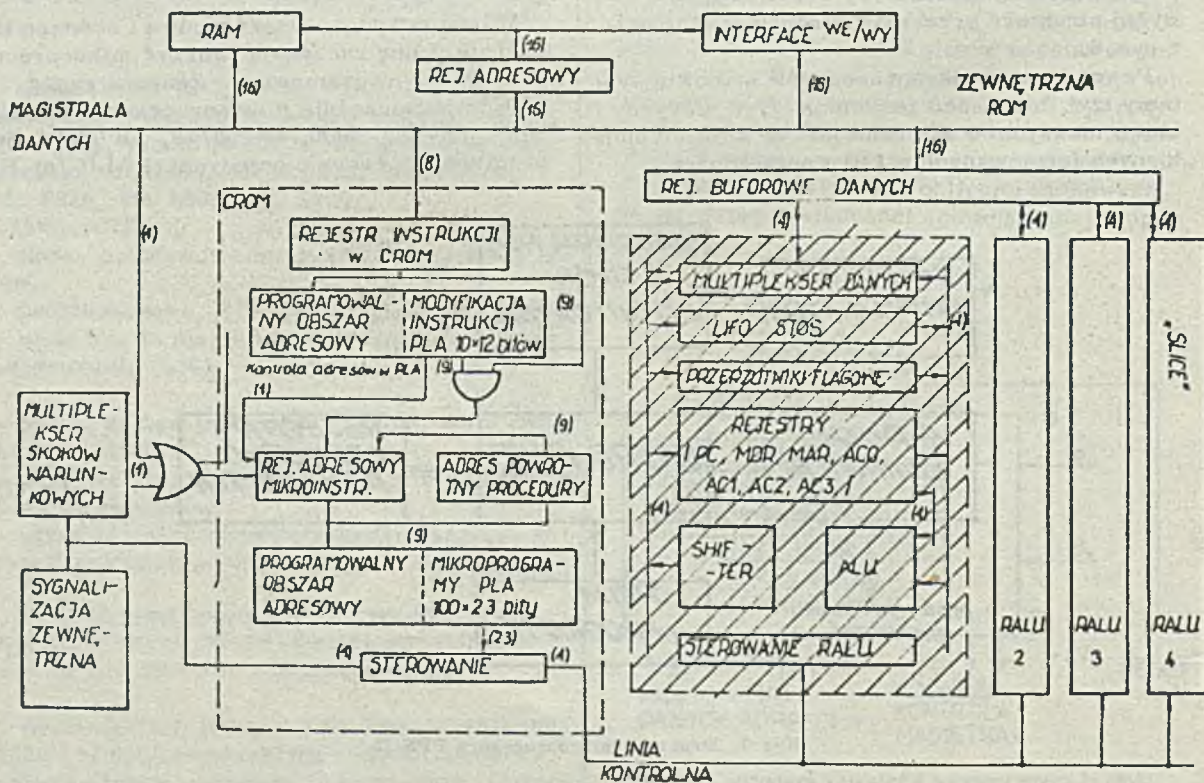 RAM
(16)
INTERFACE WE/WY
REJ. ADRESOWY
(16)
(16)
(16)
ZEWNĘTRZNA
ROM
MAGISTRALA
DANYCH
(8)
(16)
REJ. BUFOROWE DANYCH
CROM
(1)
(4)
(4)
(4)
(4)
REJESTR INSTRUKCJI
W CROM
PROGRAMOWAL-
NY OBSZAR
ADRESOWY
MODYFIKACJA
INSTRUKCJI
PLA 10×12 bitów
(9)
Kontrola adresów w PLA
(9)
(1)
MULTIPLEKSER DANYCH
LIFO STOS
(4)
PRZERZUTNIKI FLAGOWE
REJESTRY
/PC, MBR, MAR, AC0,
AC1, AC2, AC3, /
(4)
(4)
"SLICE"
MULTIPLE-
KSER
SKOKÓW
WARUN-
KOWYCH
(1)
(9)
REJ. ADRESOWY
MIKROINSTR.
ADRES POWRO-
TNY PROCEDURY
(9)
SHIF-
-TER
ALU
PROGRAMOWALNY
OBSZAR
ADRESOWY
MIKROPROGRA-
MY PLA
100×23 bity
SYGNALI-
ZACJA
ZEWNĘ-
TRZNA
(23)
(4)
STEROWANIE
(4)
STEROWANIE RALU
RALU
2
RALU
3
RALU
4
LINIA
KONTROLNA